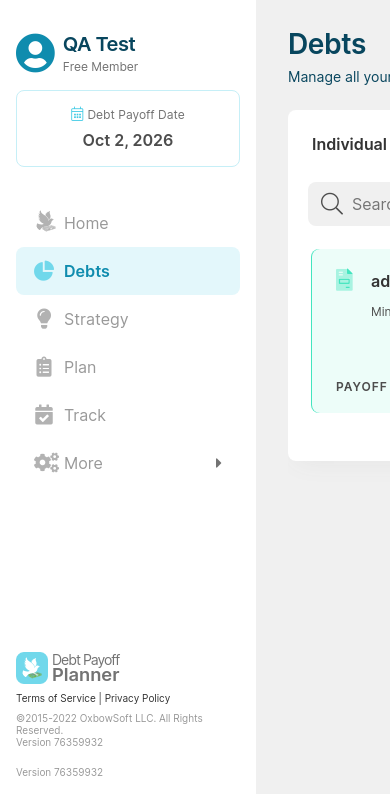 QA Test
Free Member
Debt Payoff Date
Oct 2, 2026
Home
Debts
Strategy
Plan
Track
More
Debt Payoff
Planner
Terms of Service | Privacy Policy
©2015-2022 OxbowSoft LLC. All Rights
Reserved.
Version 76359932
Version 76359932
Debts
Manage all your
Individual
Searc
ad
Min
PAYOFF